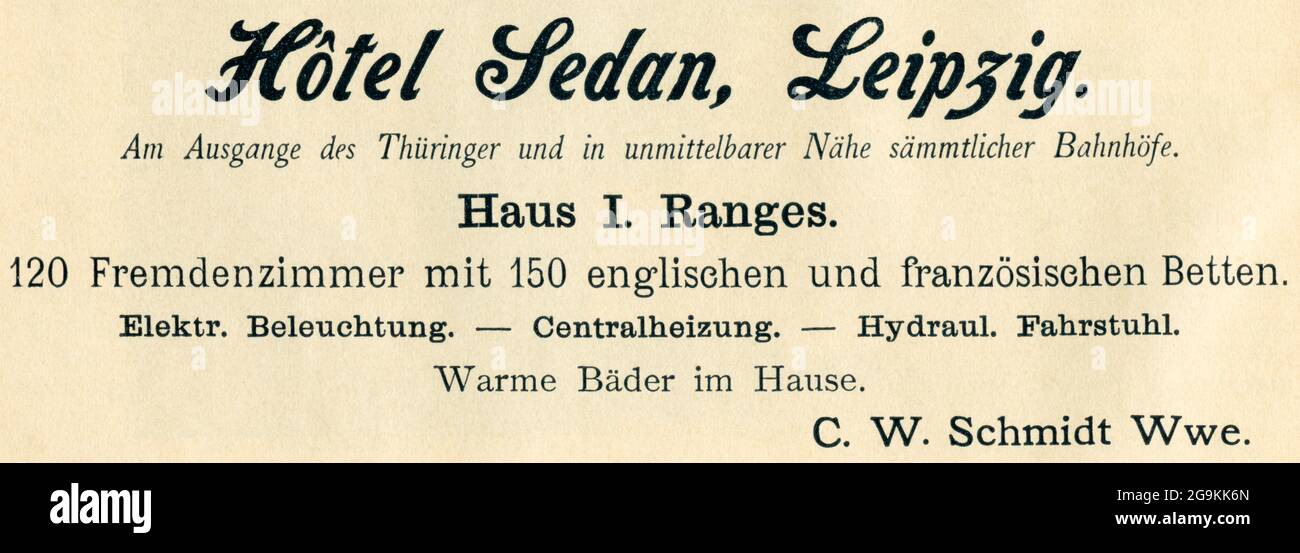 Hôtel Sedan, Leipzig.
Am Ausgange des Thüringer und in unmittelbarer Nähe sämmtlicher Bahnhöfe.
Haus I. Ranges.
120 Fremdenzimmer mit 150 englischen und französischen Betten.
Elektr. Beleuchtung. — Centralheizung. — Hydraul. Fahrstuhl.
Warme Bäder im Hause.
C. W. Schmidt Wwe.
alamy
Image ID: 2G9KK6N
www.alamy.com